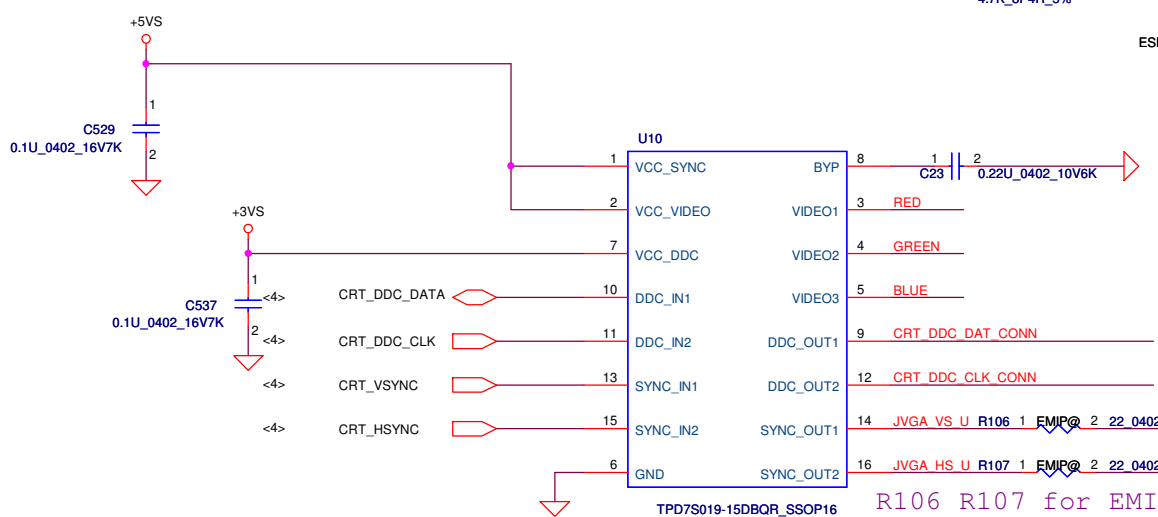 4.7K_8P4R_5%
+5VS
1
C529
0.1U_0402_16V7K
2
U10
1 VCC_SYNC BYP 8 1 C23 2 0.22U_0402_10V6K
2 VCC_VIDEO VIDEO1 3 RED
+3VS
7 VCC_DDC VIDEO2 4 GREEN
1
C537
0.1U_0402_16V7K
2
<4> CRT_DDC_DATA 10 DDC_IN1 VIDEO3 5 BLUE
<4> CRT_DDC_CLK 11 DDC_IN2 DDC_OUT1 9 CRT_DDC_DAT_CONN
<4> CRT_VSYNC 13 SYNC_IN1 DDC_OUT2 12 CRT_DDC_CLK_CONN
<4> CRT_HSYNC 15 SYNC_IN2 SYNC_OUT1 14 JVGA_VS_U R106 1 EMIP@ 2 22_0402
6 GND SYNC_OUT2 16 JVGA_HS_U R107 1 EMIP@ 2 22_0402
TPD7S019-15DBQR_SSOP16
R106 R107 for EMI